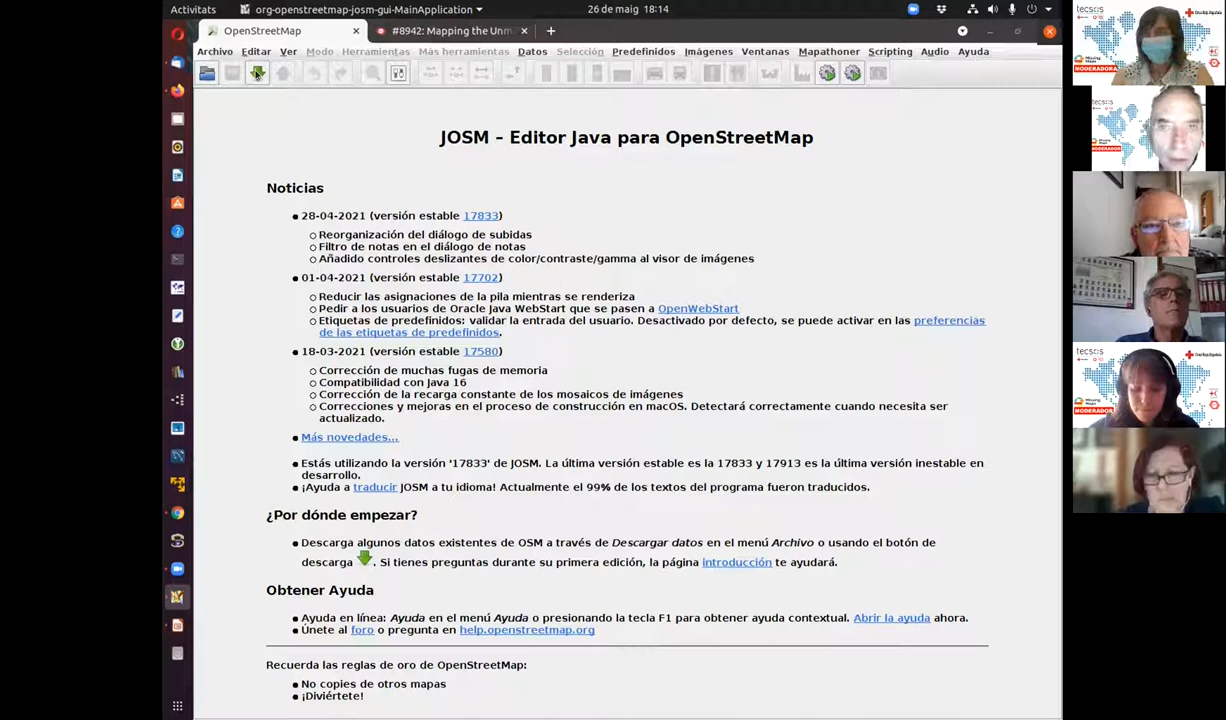 Activitats
org-openstreetmap-josm-gui-MainApplication
26 de maig 18:14
OpenStreetMap
#8942: Mapping the Unm
Archivo Editar Ver Modo Herramientas Más herramientas Datos Selección Predefinidos Imágenes Ventanas Mapathoner Scripting Audio Ayuda
JOSM – Editor Java para OpenStreetMap
Noticias
28-04-2021 (versión estable 17833)
Reorganización del diálogo de subidas
Filtro de notas en el diálogo de notas
Añadido controles deslizantes de color/contraste/gamma al visor de imágenes
01-04-2021 (versión estable 17702)
Reducir las asignaciones de la pila mientras se renderiza
Pedir a los usuarios de Oracle Java WebStart que se pasen a OpenWebStart
Etiquetas de predefinidos: validar la entrada del usuario. Desactivado por defecto, se puede activar en las preferencias
de las etiquetas de predefinidos.
18-03-2021 (versión estable 17580)
Corrección de muchas fugas de memoria
Compatibilidad con Java 16
Corrección de la recarga constante de los mosaicos de imágenes
Correcciones y mejoras en el proceso de construcción en macOS. Detectará correctamente cuando necesita ser
actualizado.
Más novedades...
Estás utilizando la versión '17833' de JOSM. La última versión estable es la 17833 y 17913 es la última versión inestable en
desarrollo.
¡Ayuda a traducir JOSM a tu idioma! Actualmente el 99% de los textos del programa fueron traducidos.
¿Por dónde empezar?
Descarga algunos datos existentes de OSM a través de Descargar datos en el menú Archivo o usando el botón de
descarga . Si tienes preguntas durante su primera edición, la página introducción te ayudará.
Obtener Ayuda
Ayuda en línea: Ayuda en el menú Ayuda o presionando la tecla F1 para obtener ayuda contextual. Abrir la ayuda ahora.
Únete al foro o pregunta en help.openstreetmap.org
Recuerda las reglas de oro de OpenStreetMap:
No copies de otros mapas
¡Diviértete!
tecsos
MODERADORA
MODERADOR
tecsos
Cruz Roja Española
Missing Maps
MODERADORA